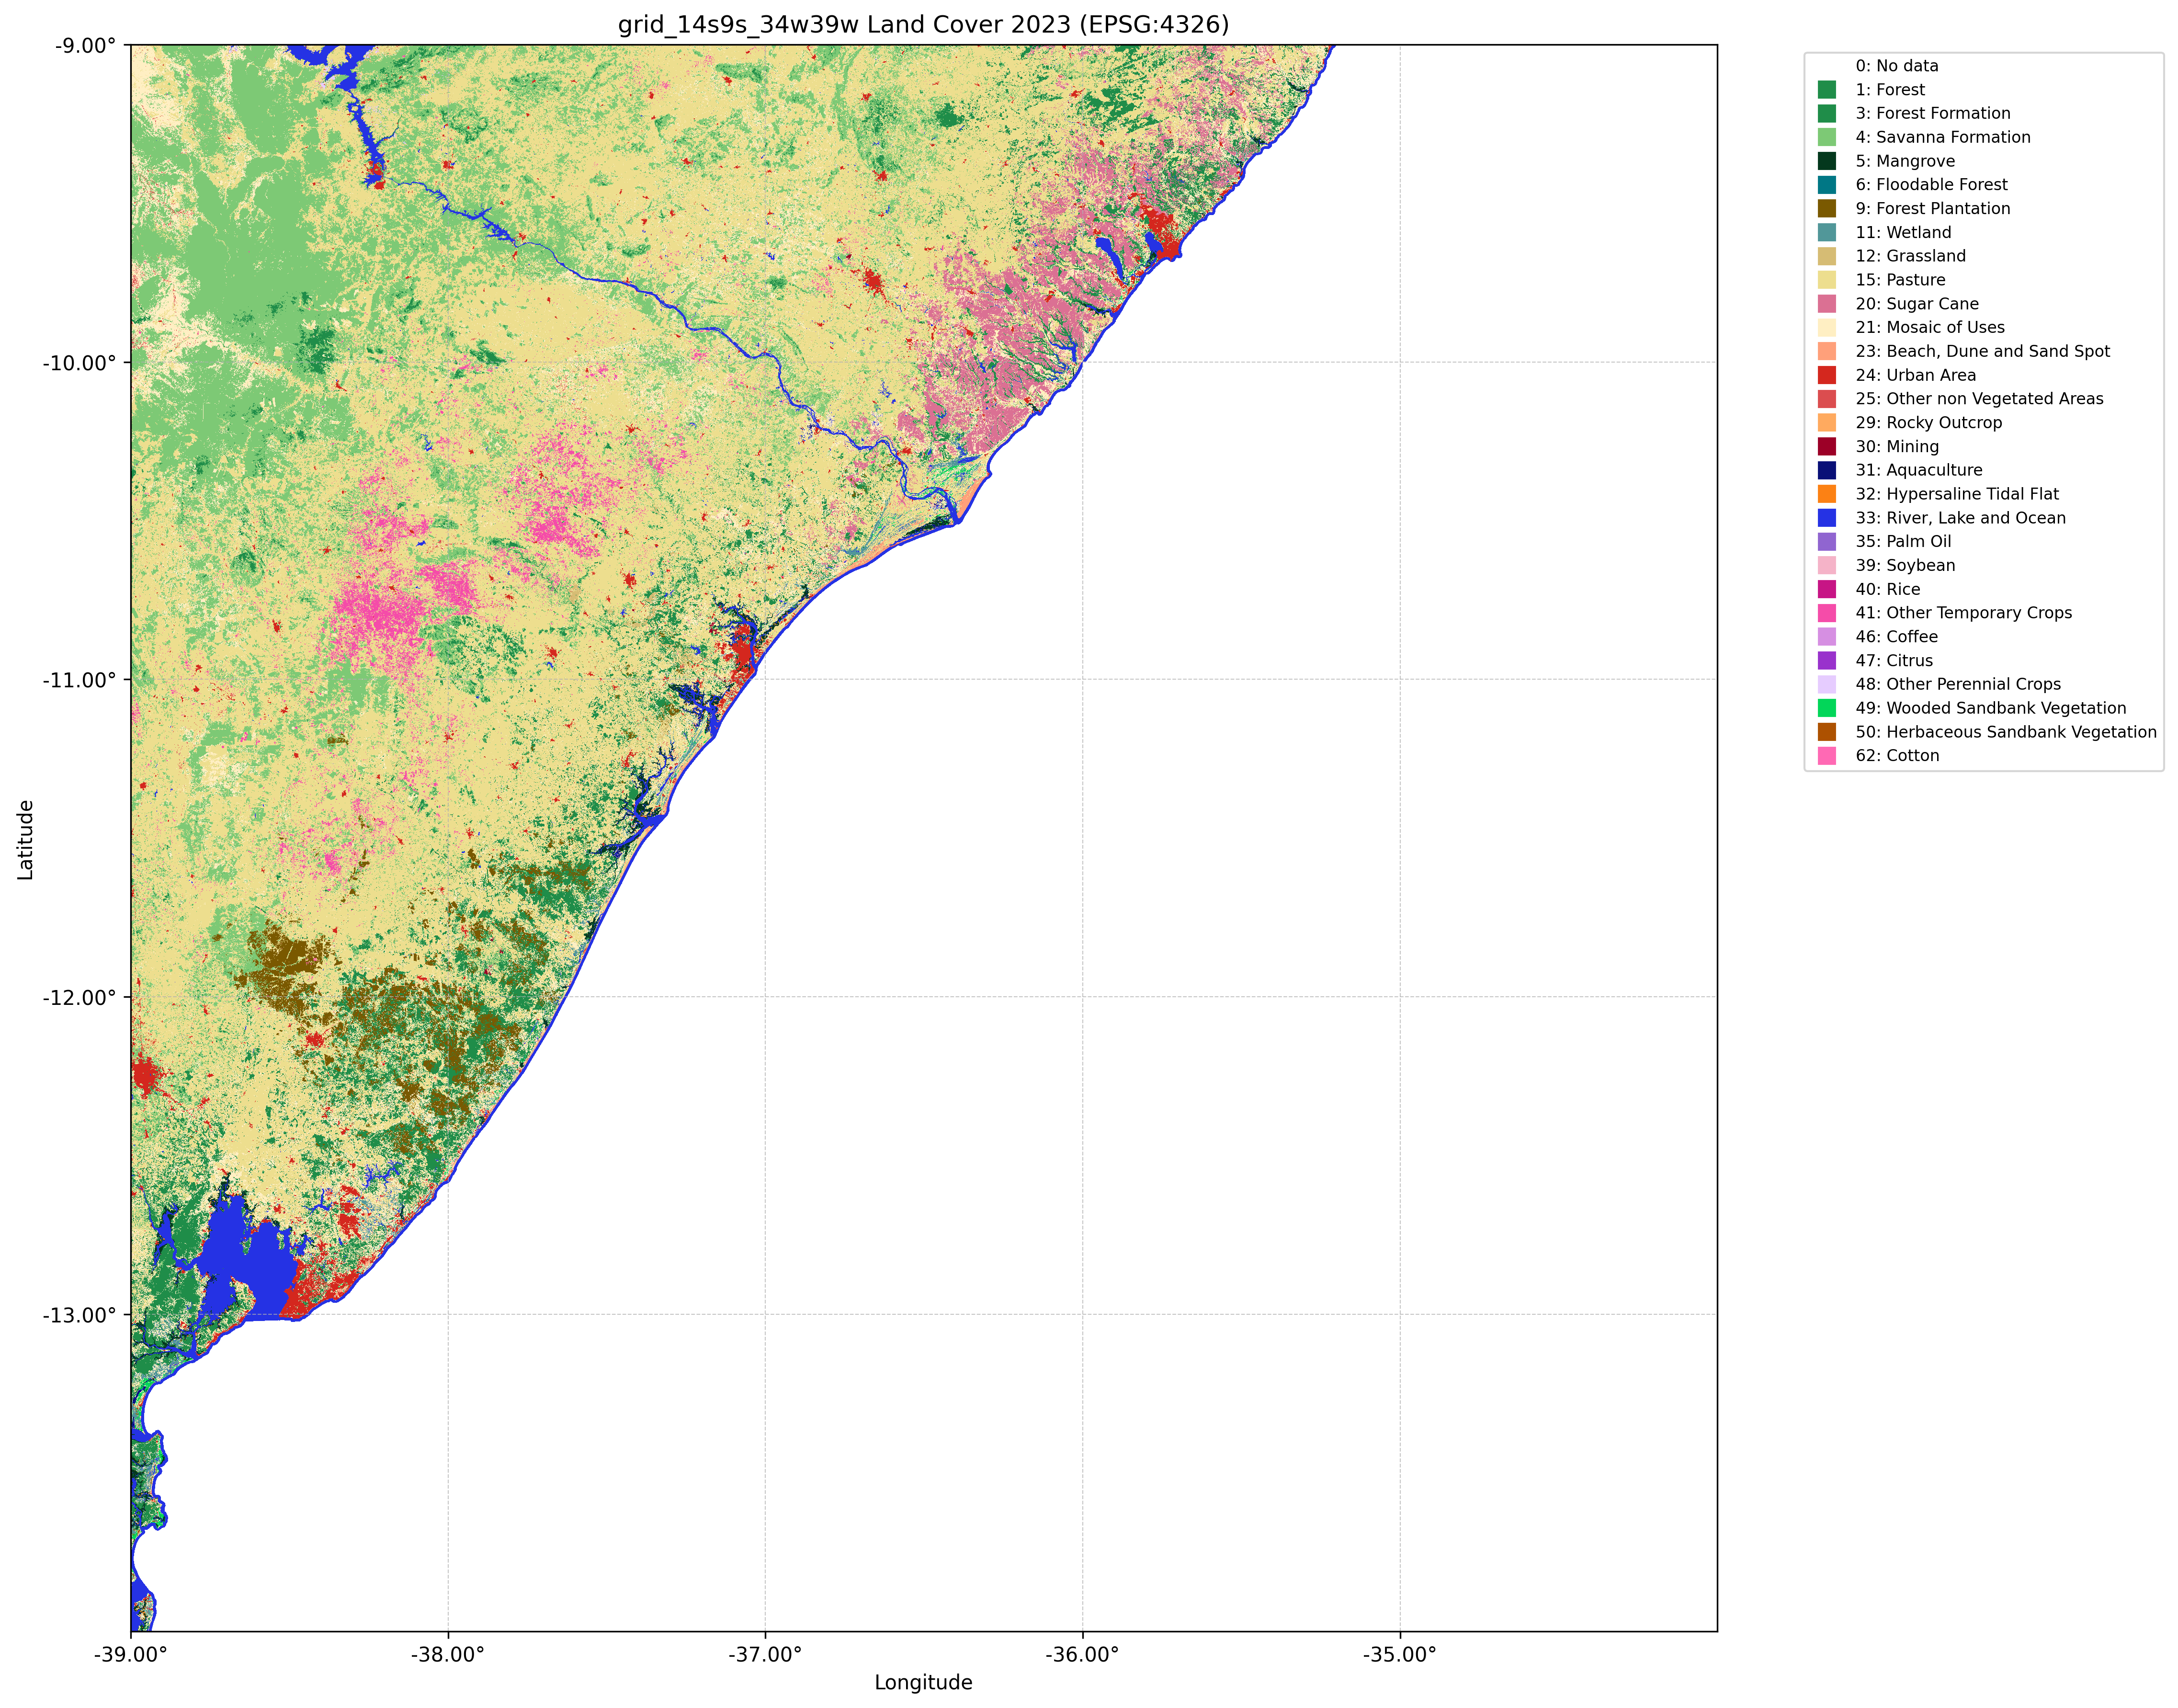 grid_14s9s_34w39w Land Cover 2023 (EPSG:4326)
-9.00°
-10.00°
-11.00°
-12.00°
-13.00°
Latitude
-39.00°
-38.00°
-37.00°
-36.00°
-35.00°
Longitude
0: No data
1: Forest
3: Forest Formation
4: Savanna Formation
5: Mangrove
6: Floodable Forest
9: Forest Plantation
11: Wetland
12: Grassland
15: Pasture
20: Sugar Cane
21: Mosaic of Uses
23: Beach, Dune and Sand Spot
24: Urban Area
25: Other non Vegetated Areas
29: Rocky Outcrop
30: Mining
31: Aquaculture
32: Hypersaline Tidal Flat
33: River, Lake and Ocean
35: Palm Oil
39: Soybean
40: Rice
41: Other Temporary Crops
46: Coffee
47: Citrus
48: Other Perennial Crops
49: Wooded Sandbank Vegetation
50: Herbaceous Sandbank Vegetation
62: Cotton